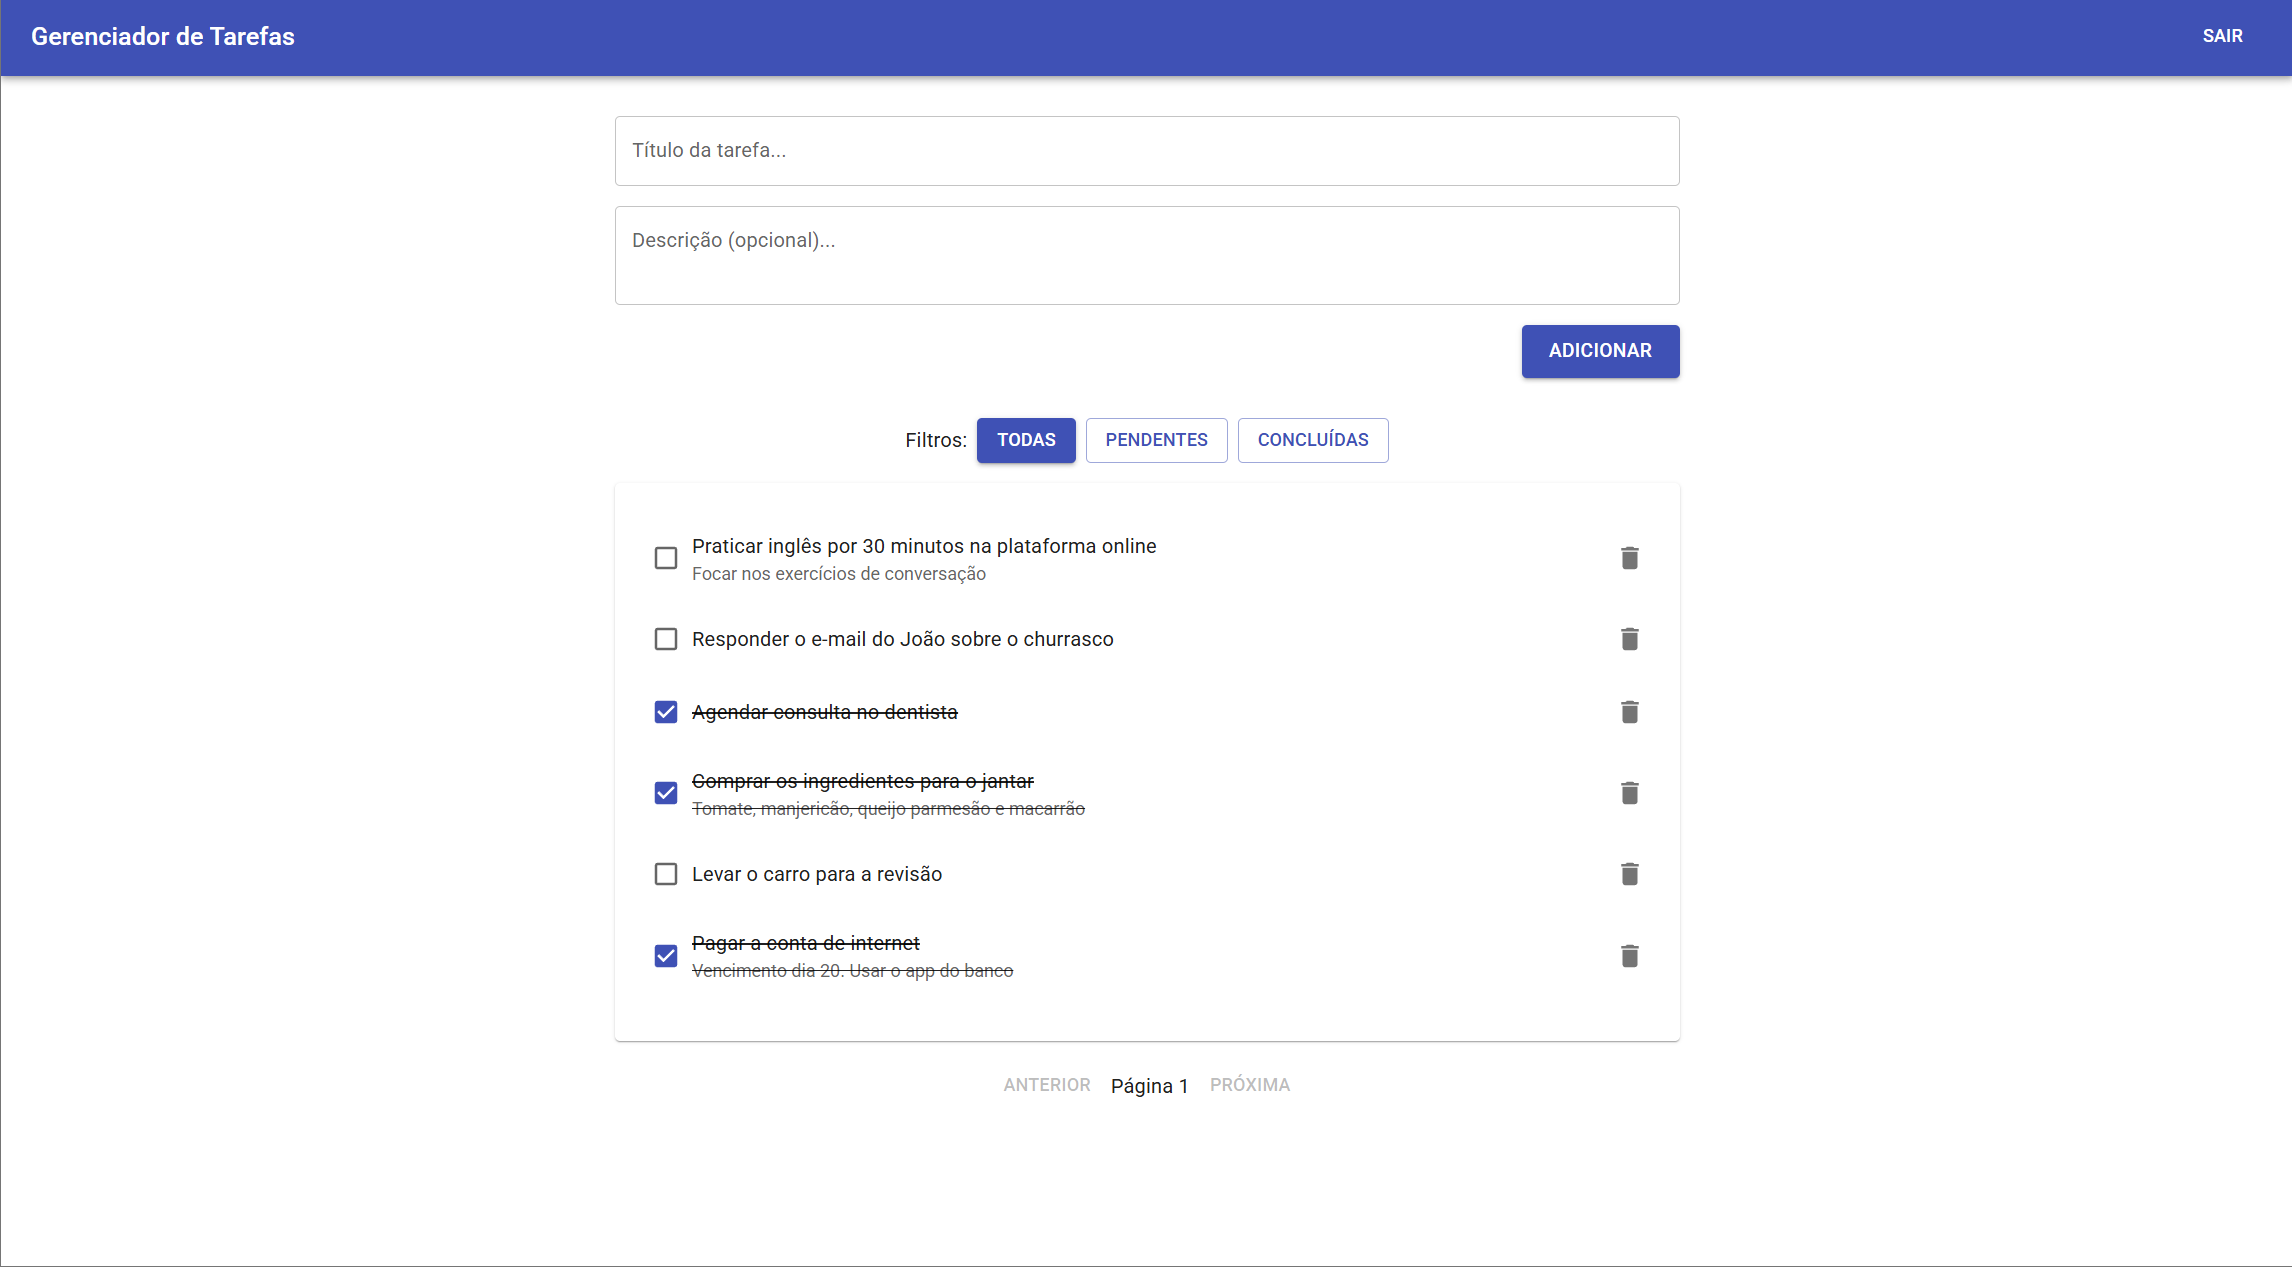 Gerenciador de Tarefas
SAIR
Título da tarefa...
Descrição (opcional)...
ADICIONAR
Filtros: TODAS PENDENTES CONCLUÍDAS
Praticar inglês por 30 minutos na plataforma online
Focar nos exercícios de conversação
Responder o e-mail do João sobre o churrasco
Agendar consulta no dentista
Comprar os ingredientes para o jantar
Tomate, manjericão, queijo parmesão e macarrão
Levar o carro para a revisão
Pagar a conta de internet
Vencimento dia 20. Usar o app do banco
ANTERIOR Página 1 PRÓXIMA